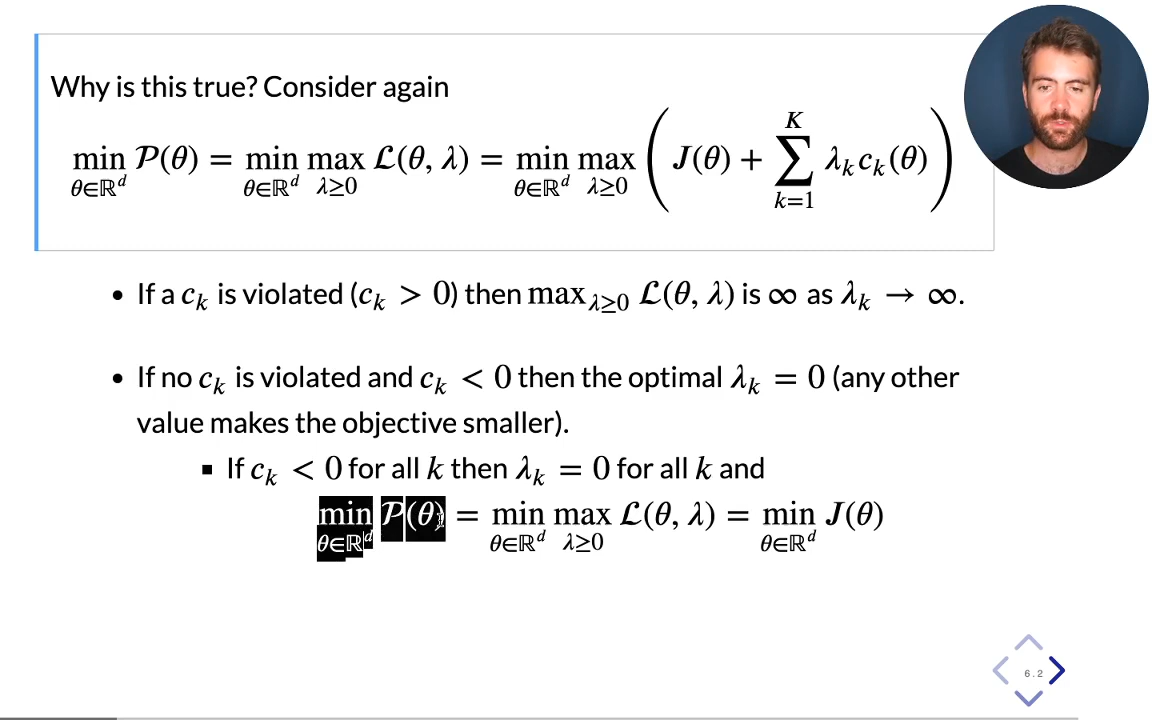 Why is this true? Consider again
min_{θ∈ℝ^d} 𝒫(θ) = min_{θ∈ℝ^d} max_{λ≥0} ℒ(θ, λ) = min_{θ∈ℝ^d} max_{λ≥0} ( J(θ) + ∑_{k=1}^{K} λ_k c_k(θ) )
• If a c_k is violated (c_k > 0) then max_{λ≥0} ℒ(θ, λ) is ∞ as λ_k → ∞.
• If no c_k is violated and c_k < 0 then the optimal λ_k = 0 (any other
value makes the objective smaller).
▪ If c_k < 0 for all k then λ_k = 0 for all k and
min_{θ∈ℝ^d} 𝒫(θ) = min_{θ∈ℝ^d} max_{λ≥0} ℒ(θ, λ) = min_{θ∈ℝ^d} J(θ)
6.2